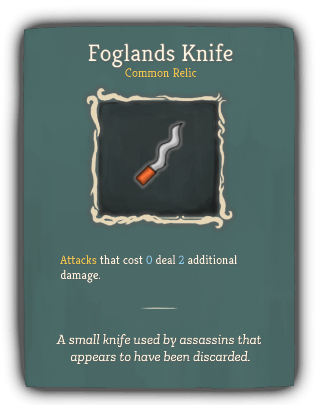 Foglands Knife
Common Relic
Attacks that cost 0 deal 2 additional
damage.
A small knife used by assassins that
appears to have been discarded.